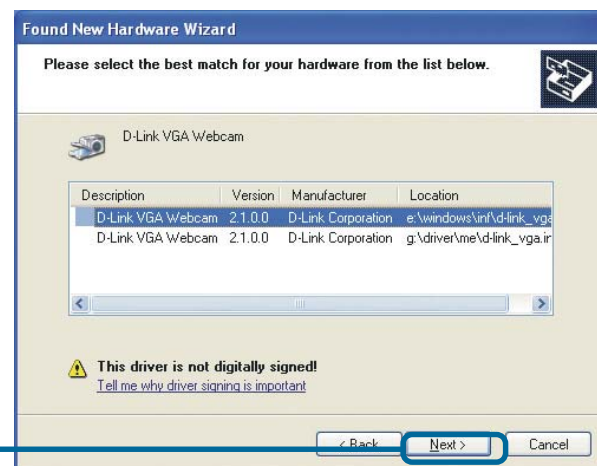 Found New Hardware Wizard
Please select the best match for your hardware from the list below.
D-Link VGA Webcam
Description Version Manufacturer Location
D-Link VGA Webcam 2.1.0.0 D-Link Corporation e:\windows\inf\d-link_vga
D-Link VGA Webcam 2.1.0.0 D-Link Corporation g:\driver\me\d-link_vga.ir
This driver is not digitally signed!
Tell me why driver signing is important
< Back Next > Cancel